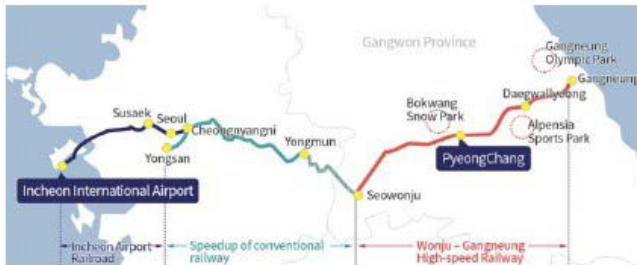 Gangwon Province
Gangneung
Olympic Park
Gangneung
Susaek
Seoul
Cheongnyangni
Daegwallyeong
Bokwang
Snow Park
Alpensia
Sports Park
Yongsan
Yongmun
PyeongChang
Incheon International Airport
Seowonju
Incheon Airport
Railroad
Speedup of conventional
railway
Wonju – Gangneung
High-speed Railway